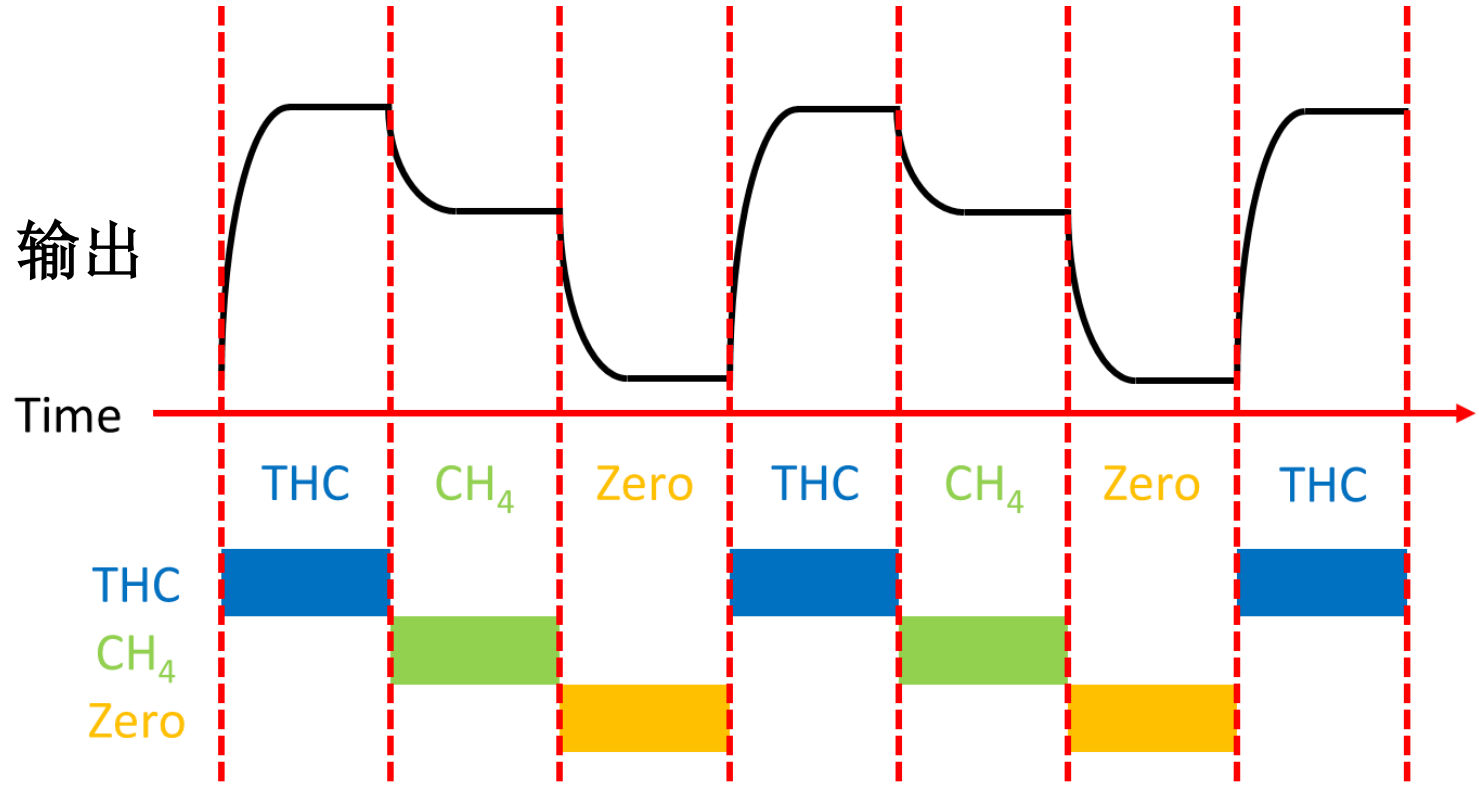 输出
Time
THC CH₄ Zero THC CH₄ Zero THC
THC
CH₄
Zero